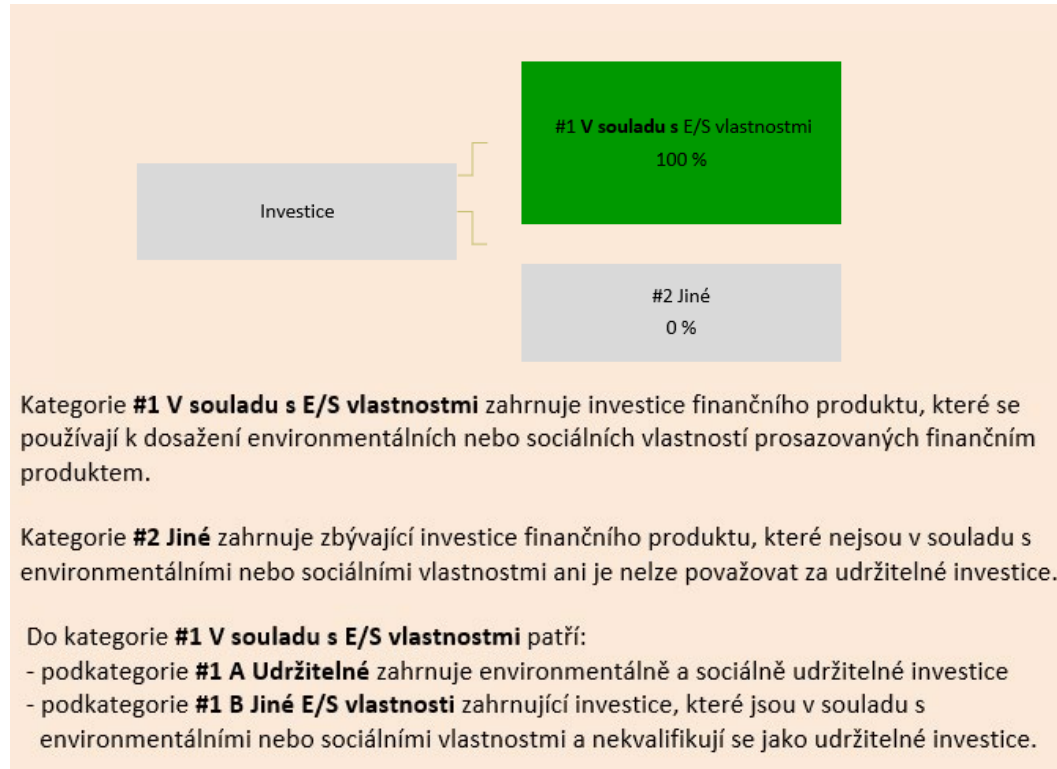 #1 V souladu s E/S vlastnostmi
100 %
Investice
#2 Jiné
0 %
Kategorie #1 V souladu s E/S vlastnostmi zahrnuje investice finančního produktu, které se
používají k dosažení environmentálních nebo sociálních vlastností prosazovaných finančním
produktem.
Kategorie #2 Jiné zahrnuje zbývající investice finančního produktu, které nejsou v souladu s
environmentálními nebo sociálními vlastnostmi ani je nelze považovat za udržitelné investice.
Do kategorie #1 V souladu s E/S vlastnostmi patří:
- podkategorie #1 A Udržitelné zahrnuje environmentálně a sociálně udržitelné investice
- podkategorie #1 B Jiné E/S vlastnosti zahrnující investice, které jsou v souladu s
environmentálními nebo sociálními vlastnostmi a nekvalifikují se jako udržitelné investice.